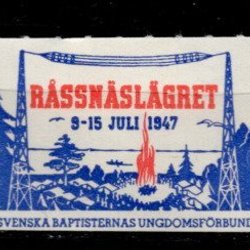 RÅSSNÄSLÄGRET
9-15 JULI 1947
SVENSKA BAPTISTERNAS UNGDOMSFÖRBUND